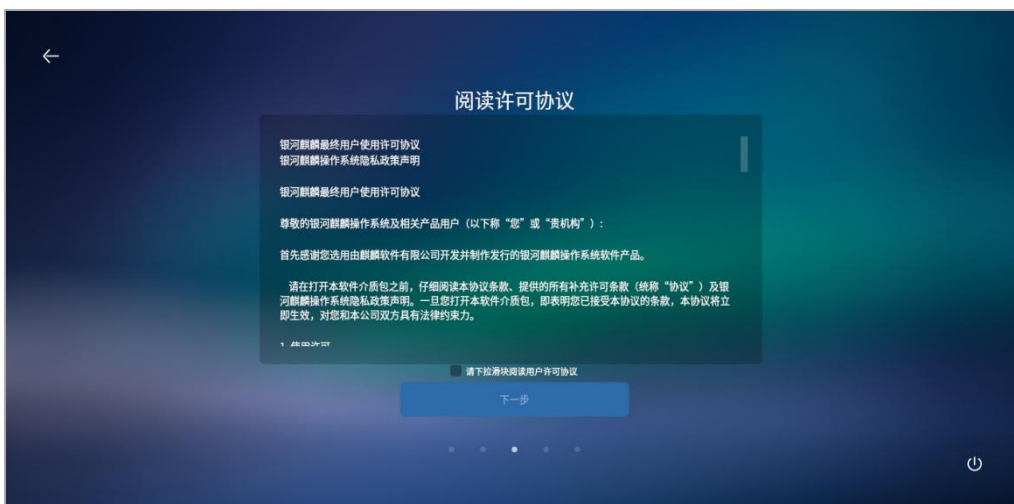 阅读许可协议
银河麒麟最终用户使用许可协议
银河麒麟操作系统隐私政策声明
银河麒麟最终用户使用许可协议
尊敬的银河麒麟操作系统及相关产品用户（以下称“您”或“贵机构”）：
首先感谢您选用由麒麟软件有限公司开发并制作发行的银河麒麟操作系统软件产品。
请在打开本软件介质包之前，仔细阅读本协议条款、提供的所有补充许可条款（统称“协议”）及银
河麒麟操作系统隐私政策声明。一旦您打开本软件介质包，即表明您已接受本协议的条款，本协议将立
即生效，对您和本公司双方具有法律约束力。
1.使用许可
请下拉滑块阅读用户许可协议
下一步